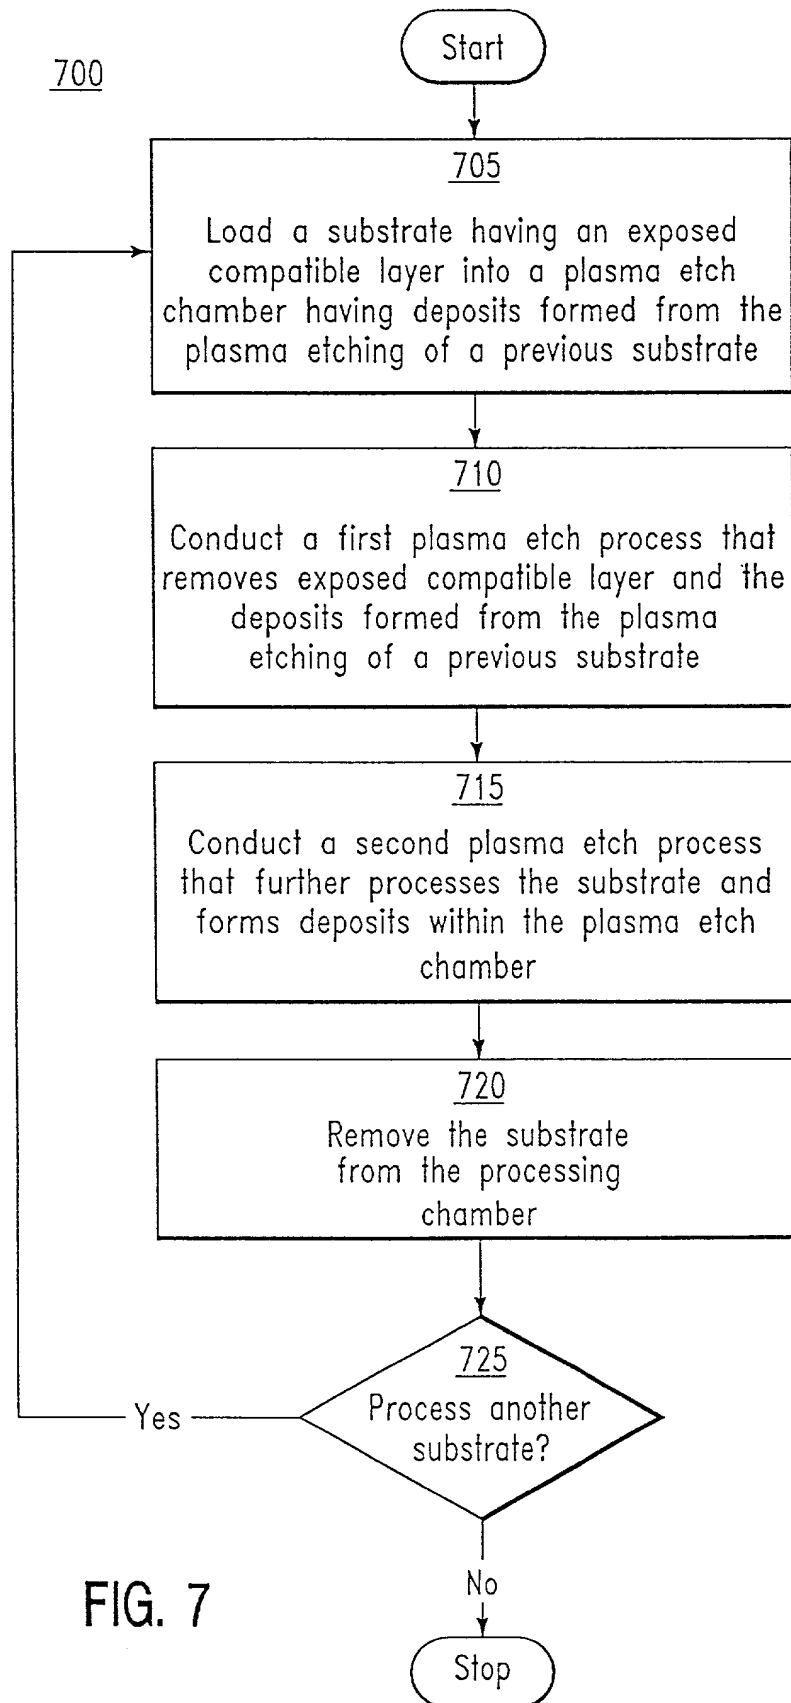 Start
700
705
Load a substrate having an exposed
compatible layer into a plasma etch
chamber having deposits formed from the
plasma etching of a previous substrate
710
Conduct a first plasma etch process that
removes exposed compatible layer and the
deposits formed from the plasma
etching of a previous substrate
715
Conduct a second plasma etch process
that further processes the substrate and
forms deposits within the plasma etch
chamber
720
Remove the substrate
from the processing
chamber
725
Process another
substrate?
Yes
No
FIG. 7
Stop